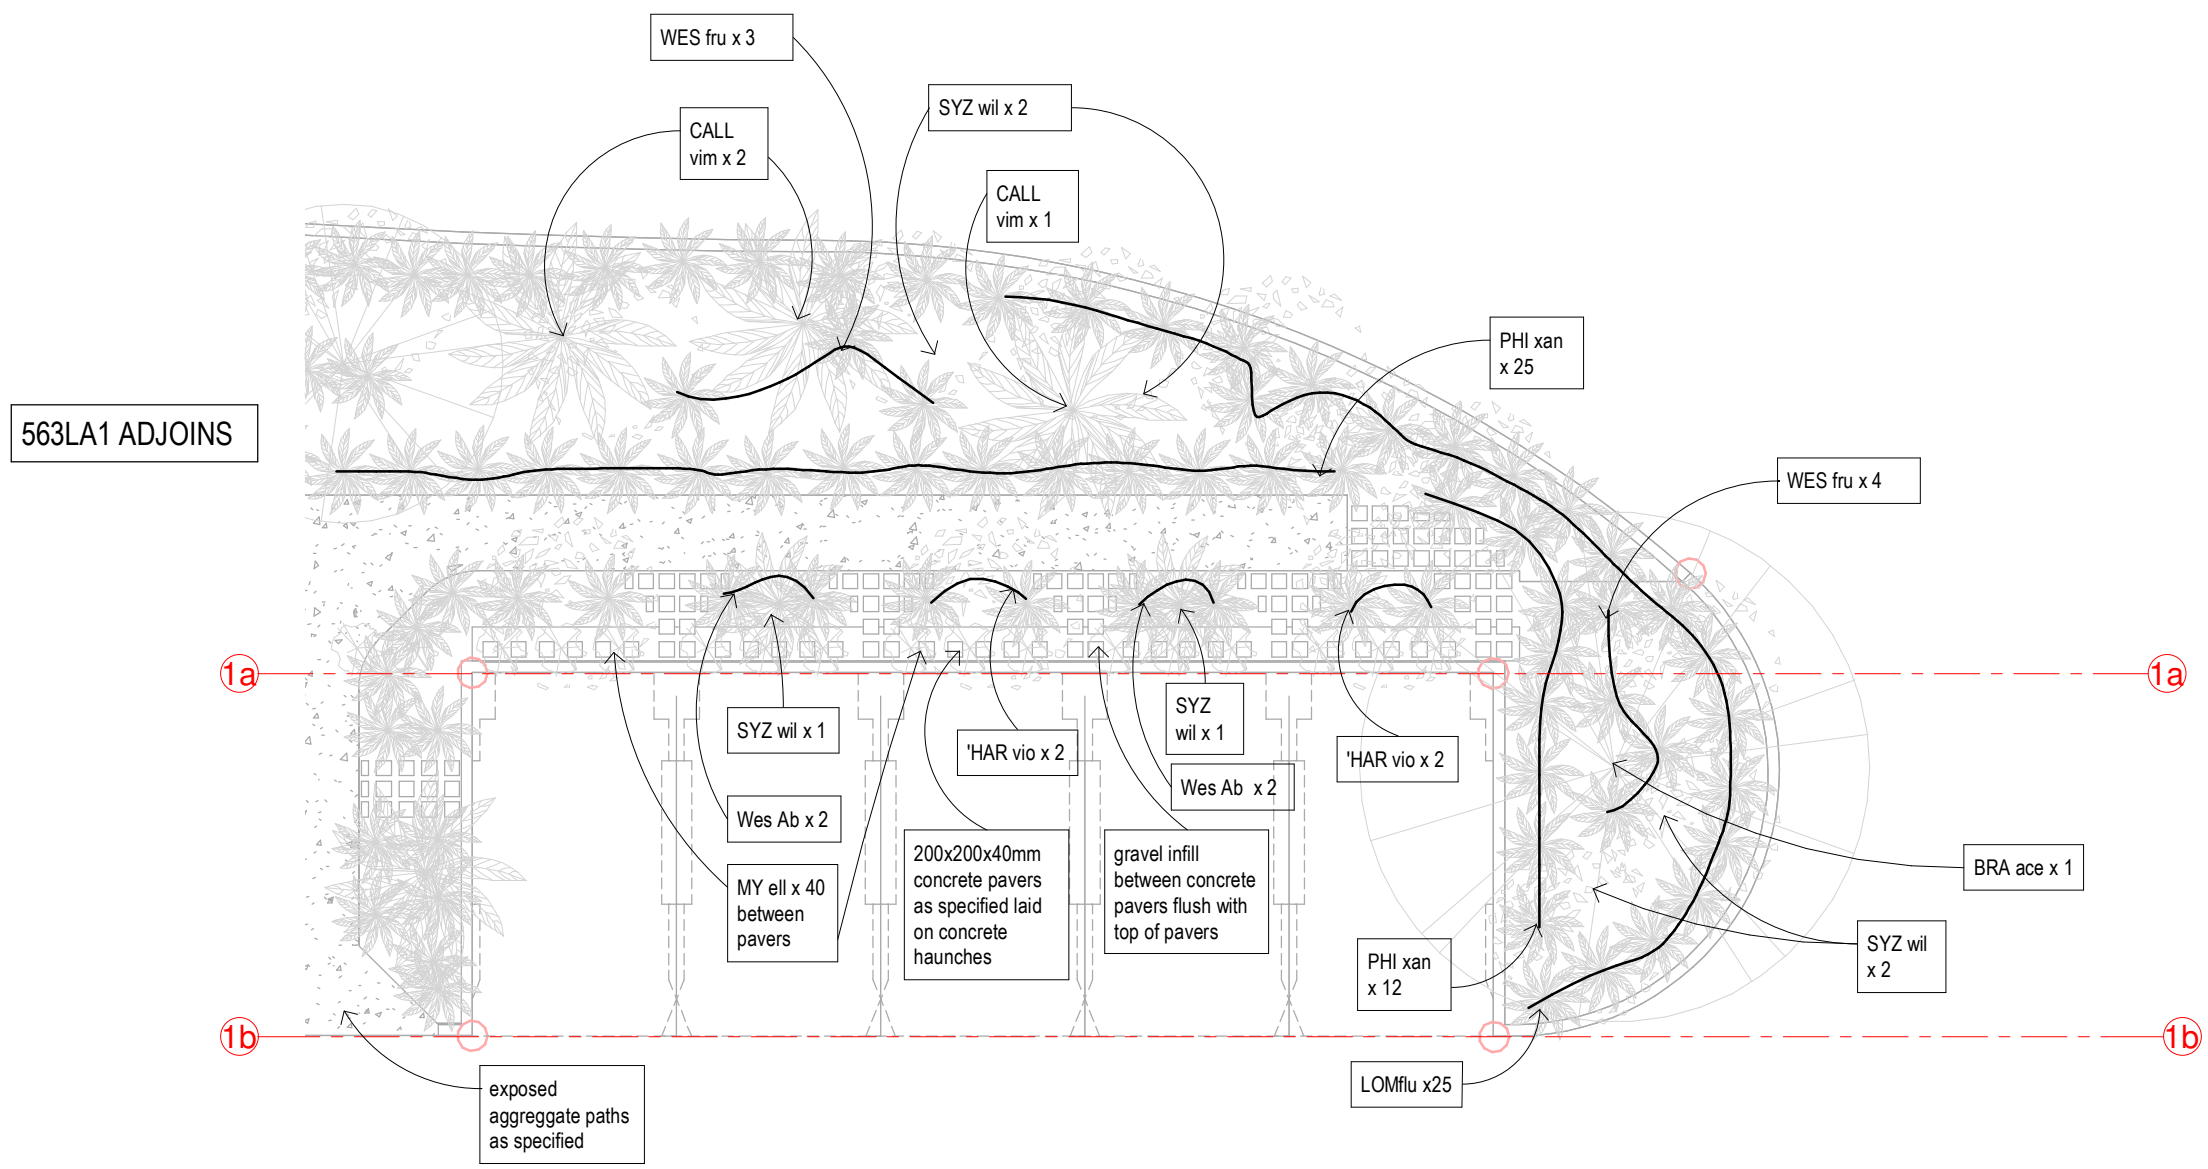 WES fru x 3
SYZ wil x 2
CALL
vim x 2
CALL
vim x 1
PHI xan
x 25
563LA1 ADJOINS
WES fru x 4
1a
1a
SYZ wil x 1
'HAR vio x 2
SYZ
wil x 1
'HAR vio x 2
Wes Ab x 2
Wes Ab x 2
MY ell x 40
between
pavers
200x200x40mm
concrete pavers
as specified laid
on concrete
haunches
gravel infill
between concrete
pavers flush with
top of pavers
BRA ace x 1
SYZ wil
x 2
PHI xan
x 12
1b
1b
LOMflu x25
exposed
aggreggate paths
as specified